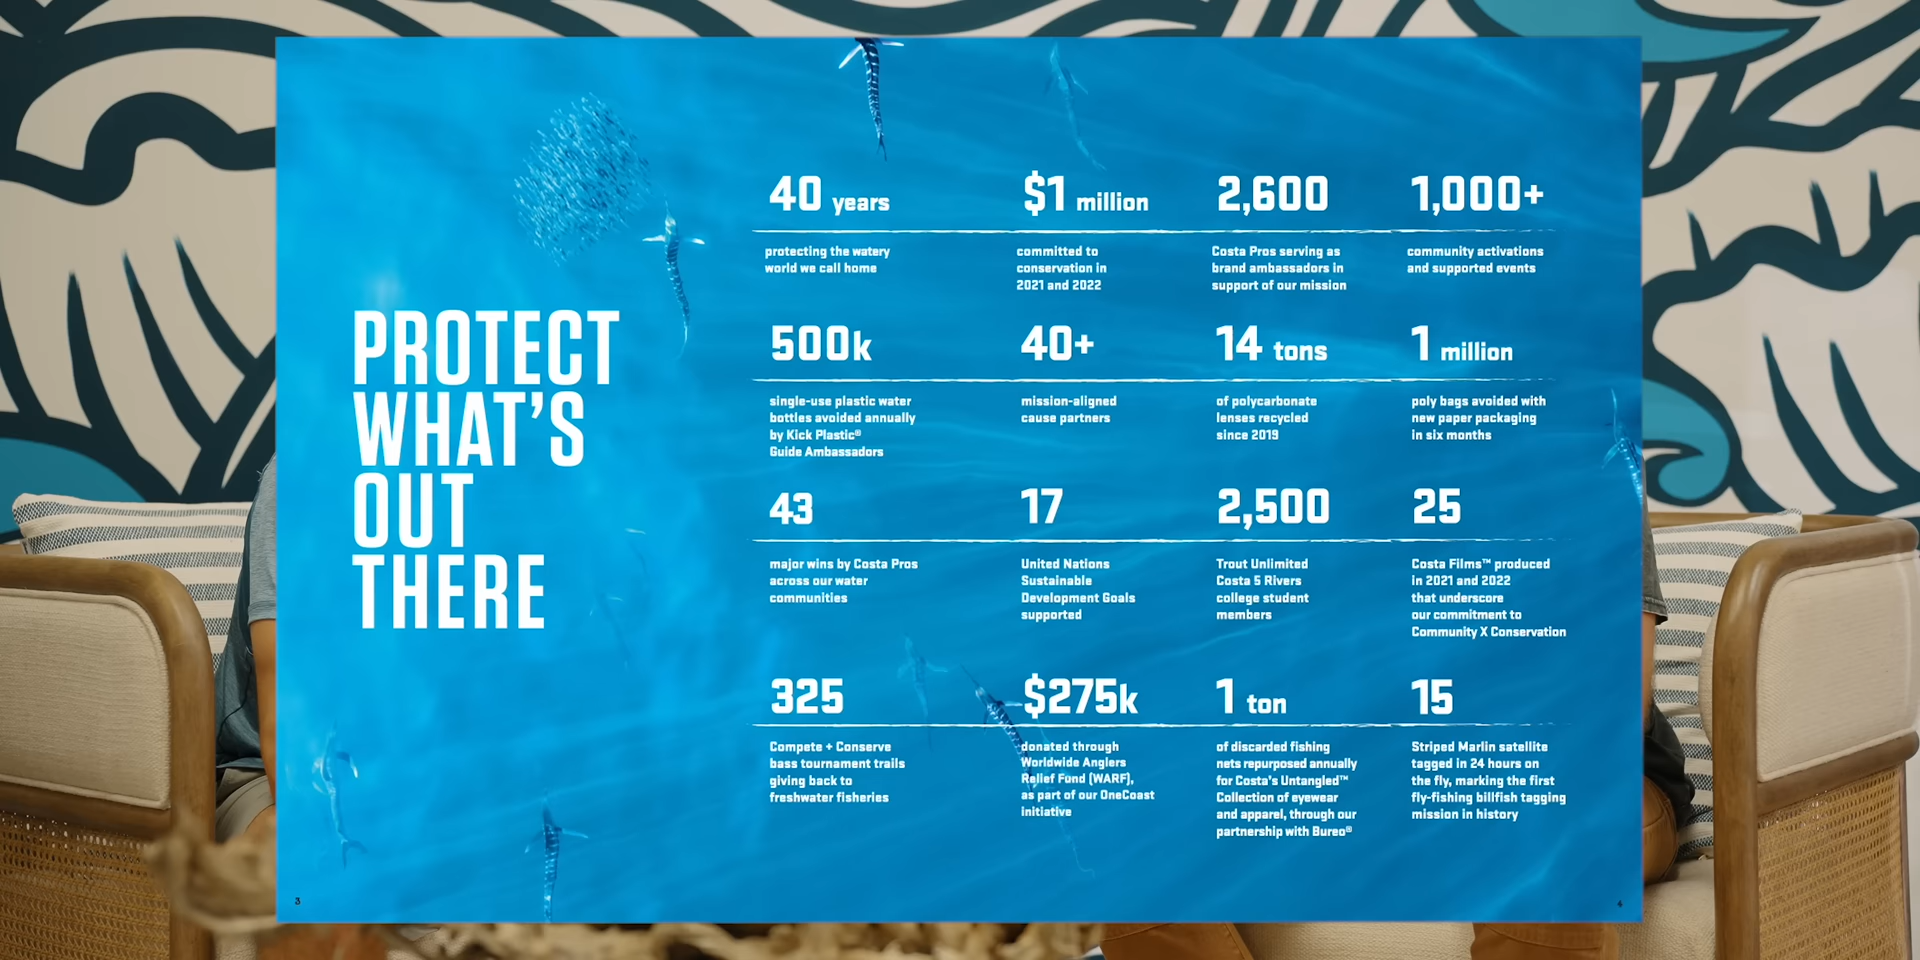 PROTECT
WHAT'S
OUT
THERE
40 years
protecting the watery
world we call home
$1 million
committed to
conservation in
2021 and 2022
2,600
Costa Pros serving as
brand ambassadors in
support of our mission
1,000+
community activations
and supported events
500k
single-use plastic water
bottles avoided annually
by Kick Plastic®
Guide Ambassadors
40+
mission-aligned
cause partners
14 tons
of polycarbonate
lenses recycled
since 2019
1 million
poly bags avoided with
new paper packaging
in six months
43
major wins by Costa Pros
across our water
communities
17
United Nations
Sustainable
Development Goals
supported
2,500
Trout Unlimited
Costa 5 Rivers
college student
members
25
Costa Films™ produced
in 2021 and 2022
that underscore
our commitment to
Community X Conservation
325
Compete + Conserve
bass tournament trails
giving back to
freshwater fisheries
$275k
donated through
Worldwide Anglers
Relief Fund (WARF),
as part of our OneCoast
initiative
1 ton
of discarded fishing
nets repurposed annually
for Costa's Untangled™
Collection of eyewear
and apparel, through our
partnership with Bureo®
15
Striped Marlin satellite
tagged in 24 hours on
the fly, marking the first
fly-fishing billfish tagging
mission in history
3
4